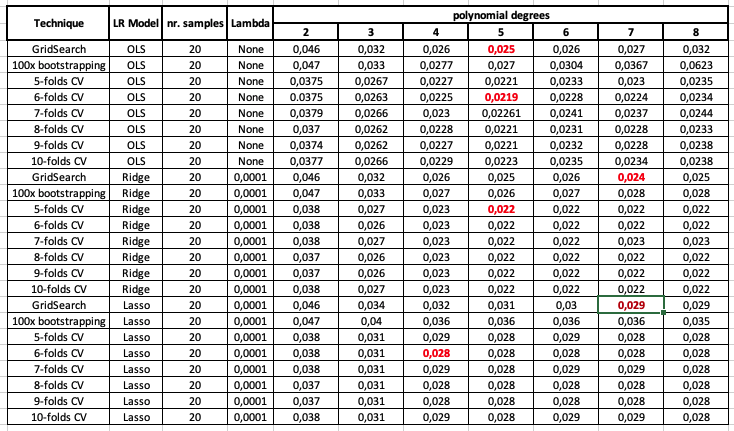 Technique LR Model nr. samples Lambda polynomial degrees
2 3 4 5 6 7 8
GridSearch OLS 20 None 0,046 0,032 0,026 0,025 0,026 0,027 0,032
100x bootstrapping OLS 20 None 0,047 0,033 0,0277 0,027 0,0304 0,0367 0,0623
5-folds CV OLS 20 None 0,0375 0,0267 0,0227 0,0221 0,0233 0,023 0,0235
6-folds CV OLS 20 None 0.0375 0,0263 0,0225 0,0219 0,0228 0,0224 0,0234
7-folds CV OLS 20 None 0,0379 0,0266 0,023 0,02261 0,0241 0,0237 0,0244
8-folds CV OLS 20 None 0,037 0,0262 0,0228 0,0221 0,0231 0,0228 0,0233
9-folds CV OLS 20 None 0,0374 0,0262 0,0227 0,0221 0,0232 0,0228 0,0238
10-folds CV OLS 20 None 0,0377 0,0266 0,0229 0,0223 0,0235 0,0234 0,0238
GridSearch Ridge 20 0,0001 0,046 0,032 0,026 0,025 0,026 0,024 0,025
100x bootstrapping Ridge 20 0,0001 0,047 0,033 0,027 0,026 0,027 0,028 0,028
5-folds CV Ridge 20 0,0001 0,038 0,027 0,023 0,022 0,022 0,022 0,022
6-folds CV Ridge 20 0,0001 0,038 0,026 0,023 0,022 0,022 0,022 0,022
7-folds CV Ridge 20 0,0001 0,038 0,027 0,023 0,022 0,022 0,023 0,023
8-folds CV Ridge 20 0,0001 0,037 0,026 0,023 0,022 0,022 0,022 0,022
9-folds CV Ridge 20 0,0001 0,037 0,026 0,023 0,022 0,022 0,022 0,022
10-folds CV Ridge 20 0,0001 0,038 0,027 0,023 0,022 0,022 0,022 0,022
GridSearch Lasso 20 0,0001 0,046 0,034 0,032 0,031 0,03 0,029 0,029
100x bootstrapping Lasso 20 0,0001 0,047 0,04 0,036 0,036 0,036 0,036 0,035
5-folds CV Lasso 20 0,0001 0,038 0,031 0,029 0,028 0,029 0,028 0,028
6-folds CV Lasso 20 0,0001 0,038 0,031 0,028 0,028 0,028 0,028 0,028
7-folds CV Lasso 20 0,0001 0,038 0,031 0,029 0,028 0,029 0,029 0,028
8-folds CV Lasso 20 0,0001 0,037 0,031 0,028 0,028 0,028 0,028 0,028
9-folds CV Lasso 20 0,0001 0,037 0,031 0,028 0,028 0,028 0,028 0,028
10-folds CV Lasso 20 0,0001 0,038 0,031 0,029 0,028 0,029 0,029 0,028